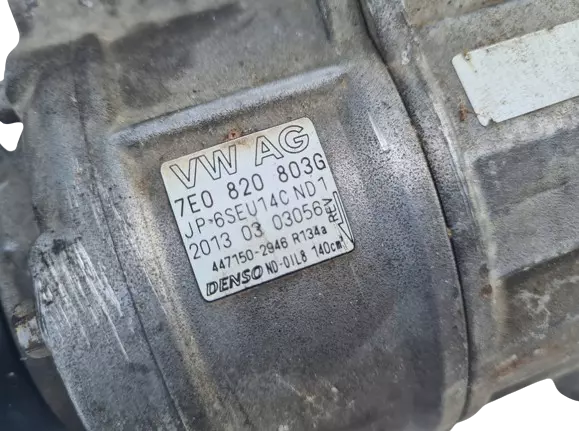 VW AG
7E0 820 803G
JP-6SEU14C ND1
2013 03 03056
REV
447150-2946 R134a
DENSO ND-OIL8 140cm³